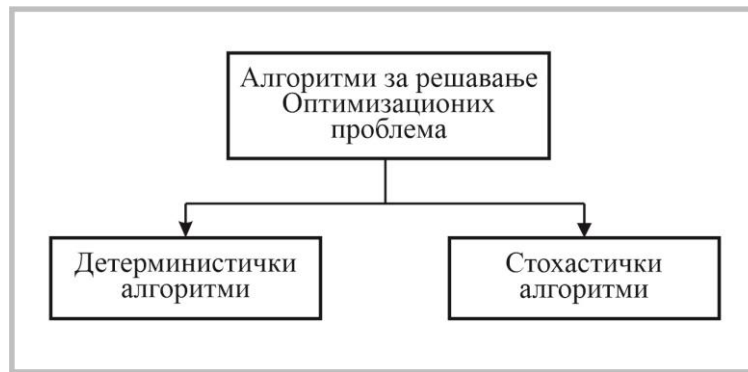 Алгоритми за решавање
Оптимизационих
проблема
Детерминистички
алгоритми
Стохастички
алгоритми